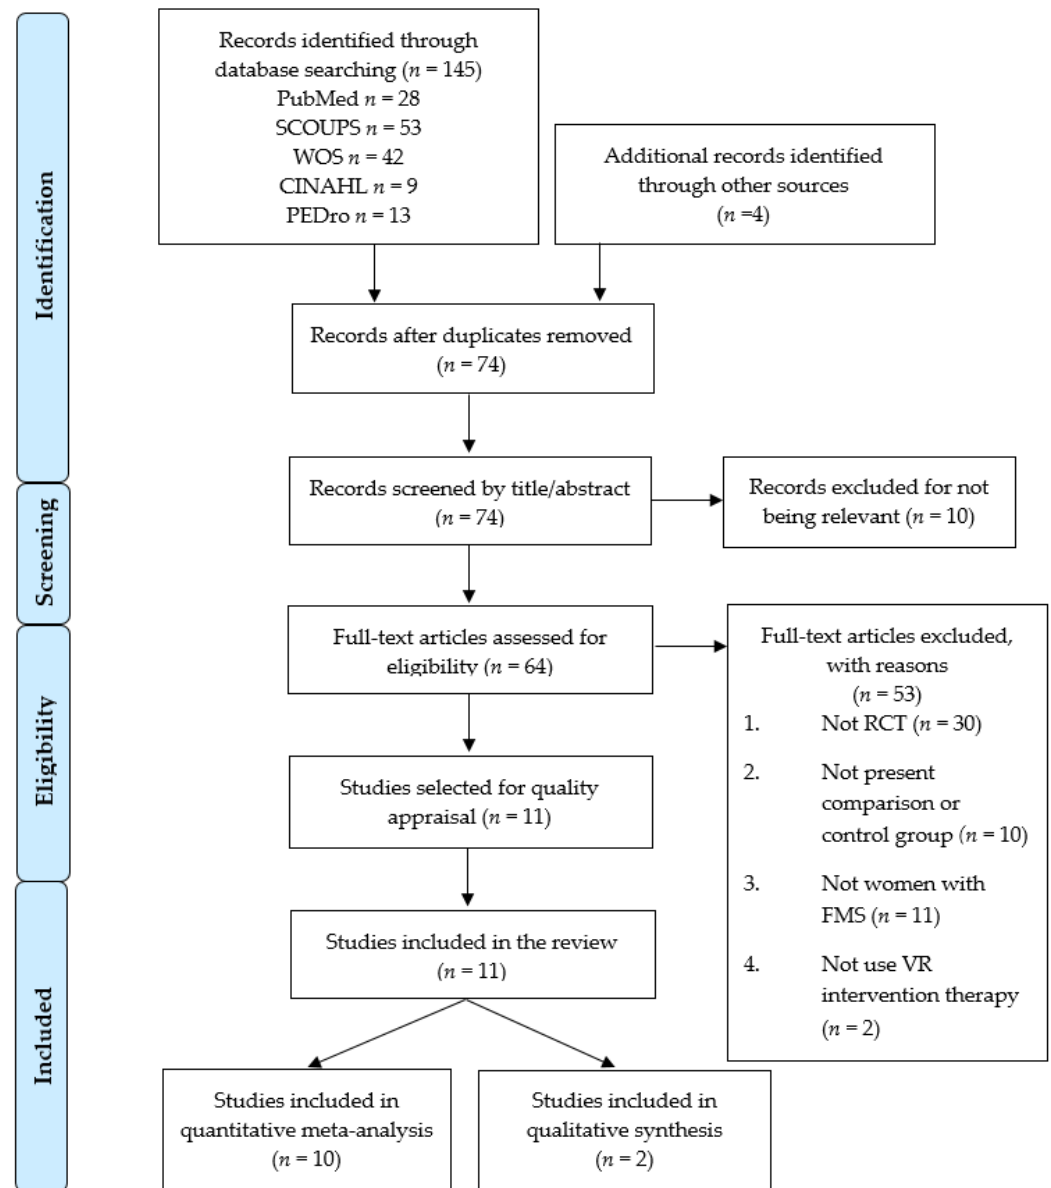 Identification
Records identified through
database searching (n = 145)
PubMed n = 28
SCOUPS n = 53
WOS n = 42
CINAHL n = 9
PEDro n = 13
Additional records identified
through other sources
(n =4)
Records after duplicates removed
(n = 74)
Screening
Records screened by title/abstract
(n = 74)
Records excluded for not
being relevant (n = 10)
Eligibility
Full-text articles assessed for
eligibility (n = 64)
Full-text articles excluded,
with reasons
(n = 53)
1. Not RCT (n = 30)
2. Not present
comparison or
control group (n = 10)
3. Not women with
FMS (n = 11)
4. Not use VR
intervention therapy
(n = 2)
Studies selected for quality
appraisal (n = 11)
Included
Studies included in the review
(n = 11)
Studies included in
quantitative meta-analysis
(n = 10)
Studies included in
qualitative synthesis
(n = 2)